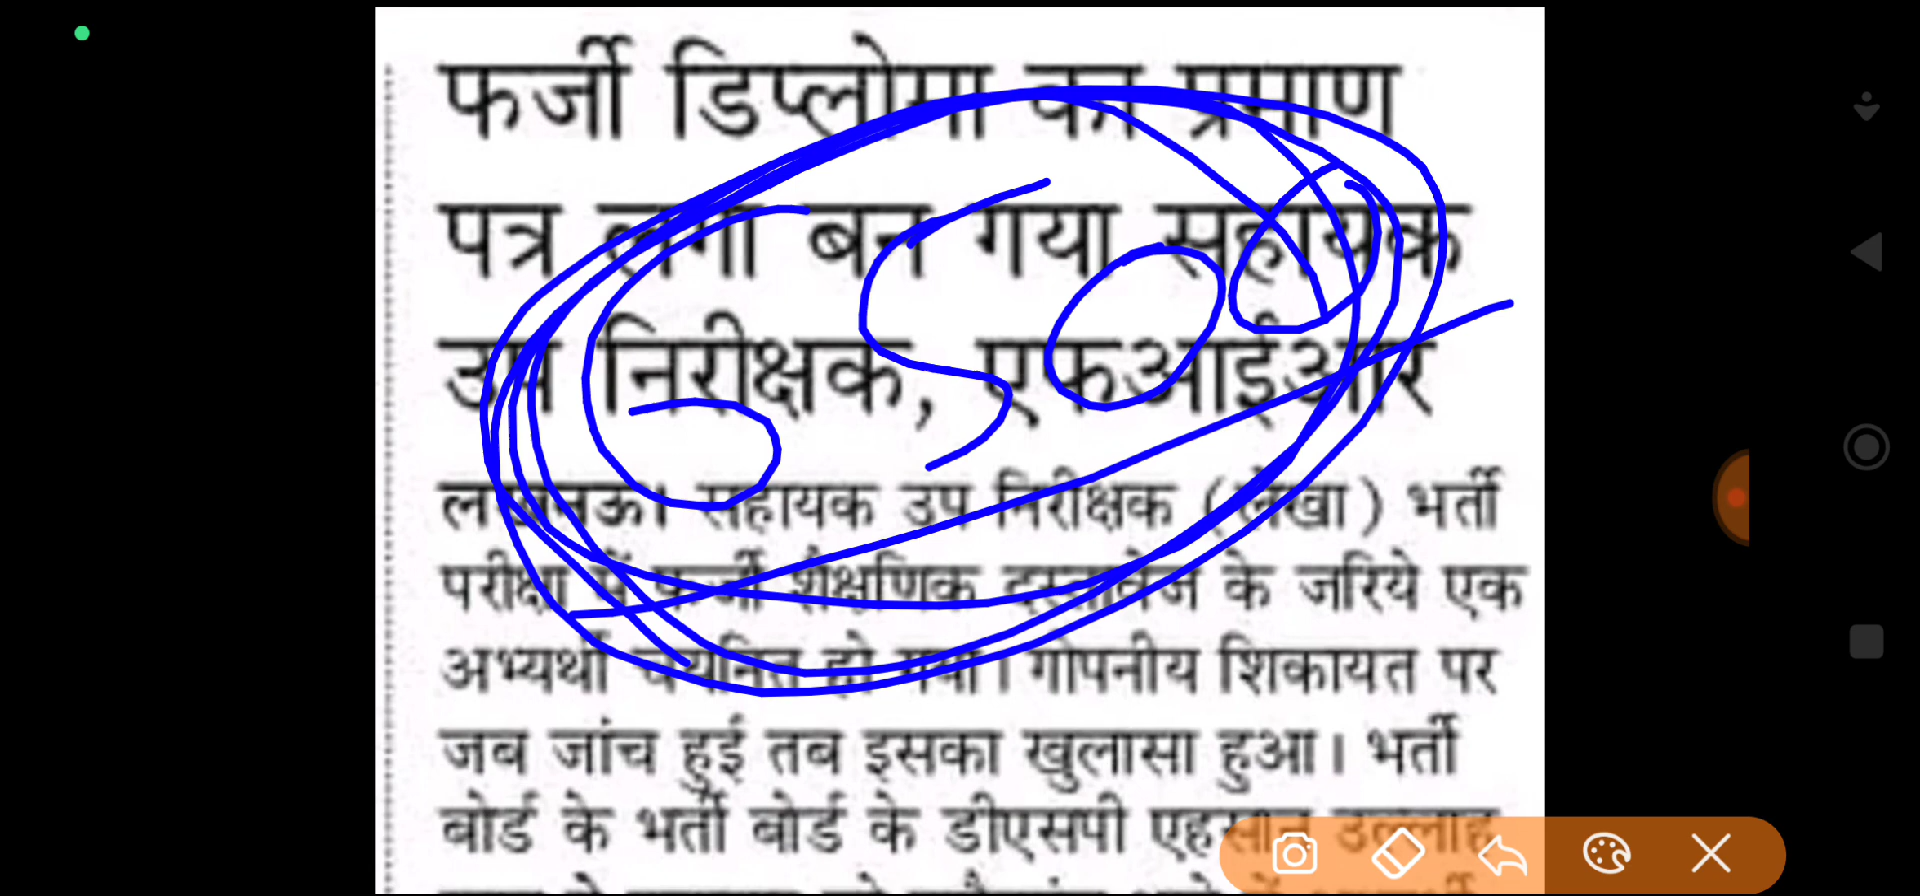 फर्जी डिप्लोमा का प्रमाण
पत्र लगा बन गया सहायक
उप निरीक्षक, एफआईआर
लखनऊ। सहायक उप निरीक्षक (लेखा) भर्ती
परीक्षा में फर्जी शैक्षणिक दस्तावेज के जरिये एक
अभ्यर्थी चयनित हो गया। गोपनीय शिकायत पर
जब जांच हुई तब इसका खुलासा हुआ। भर्ती
बोर्ड के भर्ती बोर्ड के डीएसपी एहसान उल्लाह